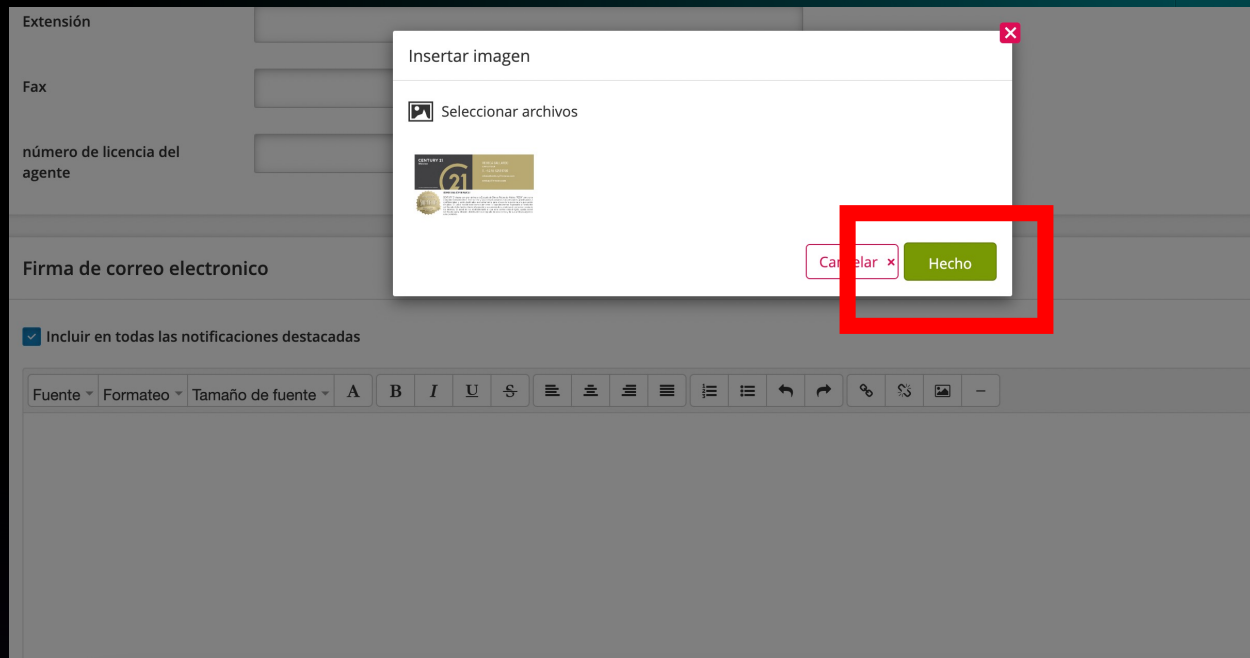 Extensión
Insertar imagen
Fax
Seleccionar archivos
número de licencia del
agente
CENTURY 21
C21
Cancelar × Hecho
Firma de correo electronico
Incluir en todas las notificaciones destacadas
Fuente Formateo Tamaño de fuente A B I U S